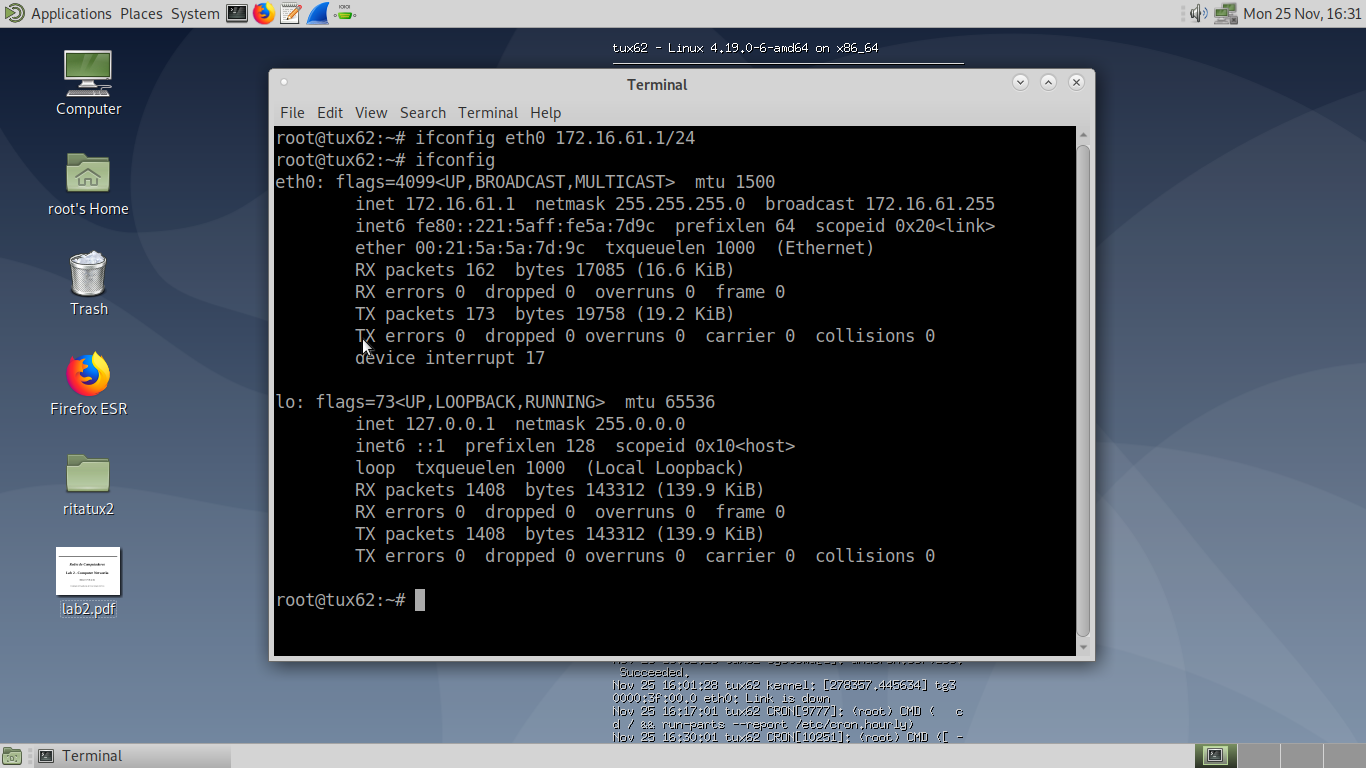 Applications Places System
Mon 25 Nov, 16:31
tux62 - Linux 4.19.0-6-amd64 on x86_64
Computer
root's Home
Trash
Firefox ESR
ritatux2
Lab 2 - Computer Networks
lab2.pdf
Terminal
File Edit View Search Terminal Help
root@tux62:~# ifconfig eth0 172.16.61.1/24
root@tux62:~# ifconfig
eth0: flags=4099<UP,BROADCAST,MULTICAST>  mtu 1500
        inet 172.16.61.1  netmask 255.255.255.0  broadcast 172.16.61.255
        inet6 fe80::221:5aff:fe5a:7d9c  prefixlen 64  scopeid 0x20<link>
        ether 00:21:5a:5a:7d:9c  txqueuelen 1000  (Ethernet)
        RX packets 162  bytes 17085 (16.6 KiB)
        RX errors 0  dropped 0  overruns 0  frame 0
        TX packets 173  bytes 19758 (19.2 KiB)
        TX errors 0  dropped 0 overruns 0  carrier 0  collisions 0
        device interrupt 17
lo: flags=73<UP,LOOPBACK,RUNNING>  mtu 65536
        inet 127.0.0.1  netmask 255.0.0.0
        inet6 ::1  prefixlen 128  scopeid 0x10<host>
        loop  txqueuelen 1000  (Local Loopback)
        RX packets 1408  bytes 143312 (139.9 KiB)
        RX errors 0  dropped 0  overruns 0  frame 0
        TX packets 1408  bytes 143312 (139.9 KiB)
        TX errors 0  dropped 0 overruns 0  carrier 0  collisions 0
root@tux62:~#
Succeeded.
Nov 25 16:01:28 tux62 kernel: [278357.445634] tg3
0000:3f:00.0 eth0: Link is down
Nov 25 16:17:01 tux62 CRON[9777]: (root) CMD (   c
d / && run-parts --report /etc/cron.hourly)
Nov 25 16:30:01 tux62 CRON[10251]: (root) CMD ([ -
Terminal